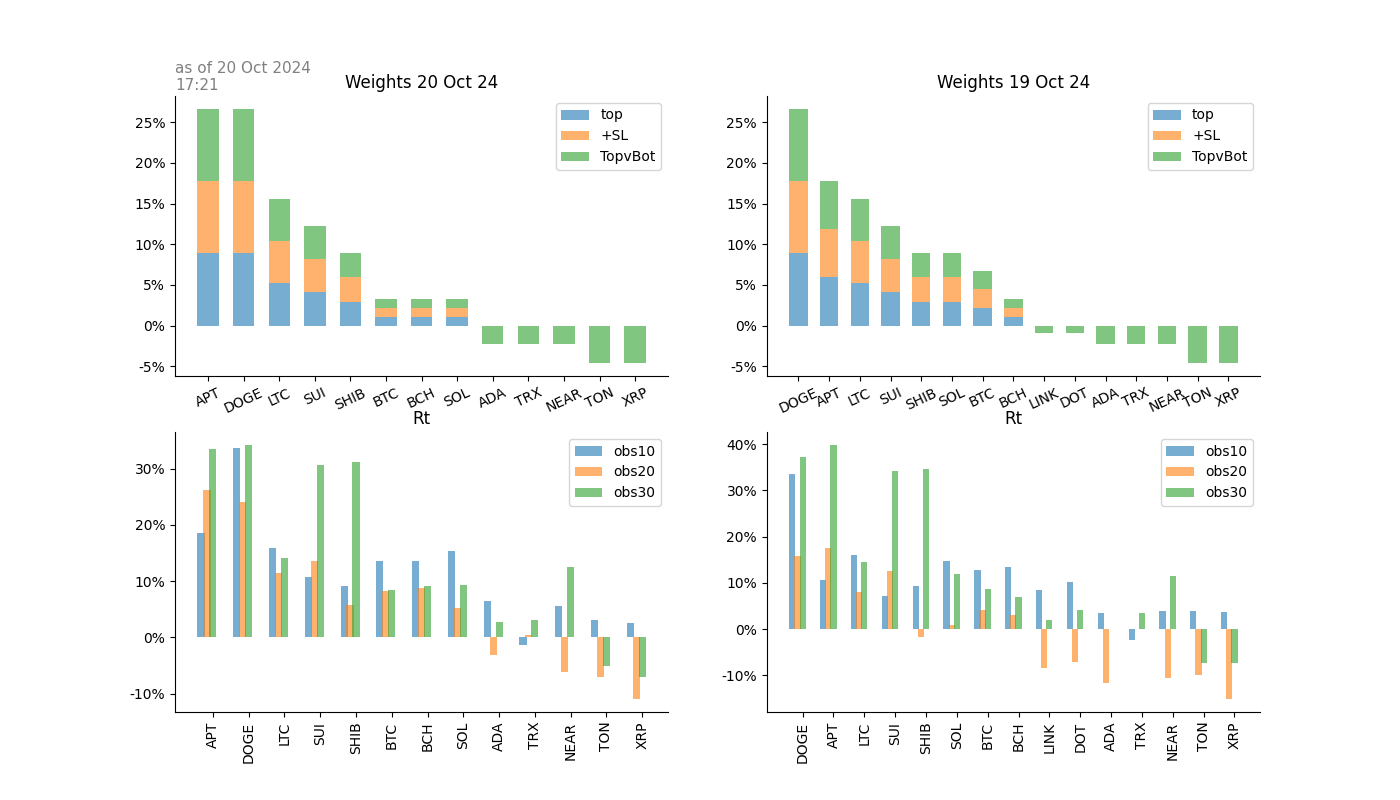 as of 20 Oct 2024
17:21
Weights 20 Oct 24
25%
20%
15%
10%
5%
0%
-5%
top
+SL
TopvBot
APT DOGE LTC SUI SHIB BTC BCH SOL ADA TRX NEAR TON XRP
Weights 19 Oct 24
25%
20%
15%
10%
5%
0%
-5%
top
+SL
TopvBot
DOGE APT LTC SUI SHIB SOL BTC BCH LINK DOT ADA TRX NEAR TON XRP
Rt
30%
20%
10%
0%
-10%
obs10
obs20
obs30
APT DOGE LTC SUI SHIB BTC BCH SOL ADA TRX NEAR TON XRP
Rt
40%
30%
20%
10%
0%
-10%
obs10
obs20
obs30
DOGE APT LTC SUI SHIB SOL BTC BCH LINK DOT ADA TRX NEAR TON XRP